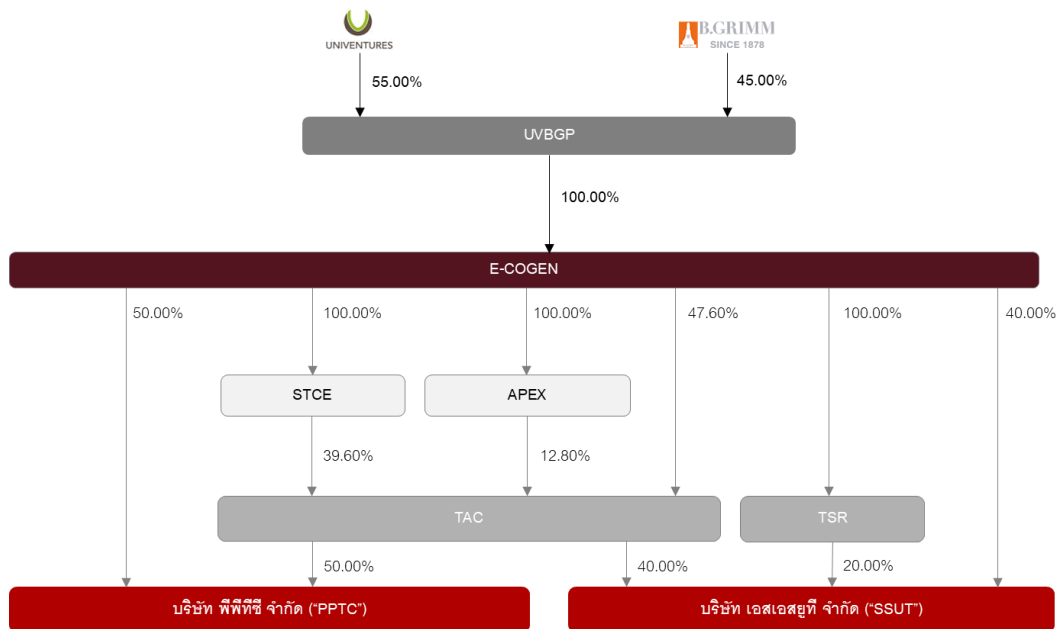 UNIVENTURES
B.GRIMM
SINCE 1878
55.00%
45.00%
UVBGP
100.00%
E-COGEN
50.00%
100.00%
100.00%
47.60%
100.00%
40.00%
STCE
APEX
39.60%
12.80%
TAC
TSR
50.00%
40.00%
20.00%
บริษัท พีพีทีซี จำกัด (“PPTC”)
บริษัท เอสเอสยูที จำกัด (“SSUT”)